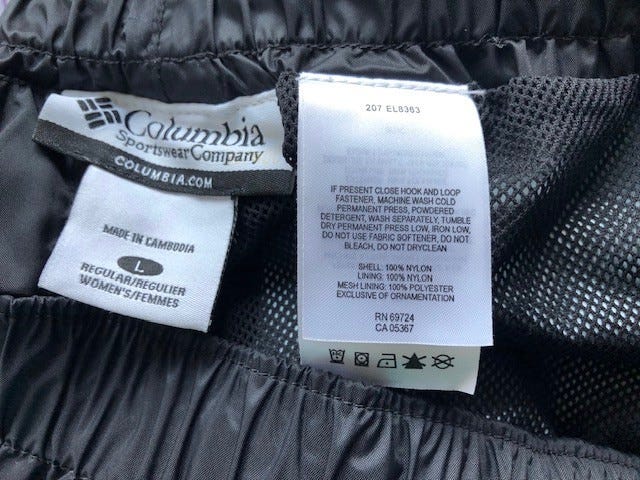 Columbia
Sportswear Company
COLUMBIA.COM
MADE IN CAMBODIA
L
REGULAR/REGULIER
WOMEN'S/FEMMES
207 EL8363
IF PRESENT CLOSE HOOK AND LOOP
FASTENER, MACHINE WASH COLD
PERMANENT PRESS, POWDERED
DETERGENT, WASH SEPARATELY, TUMBLE
DRY PERMANENT PRESS LOW, IRON LOW,
DO NOT USE FABRIC SOFTENER, DO NOT
BLEACH, DO NOT DRYCLEAN
SHELL: 100% NYLON
LINING: 100% NYLON
MESH LINING: 100% POLYESTER
EXCLUSIVE OF ORNAMENTATION
RN 69724
CA 05367